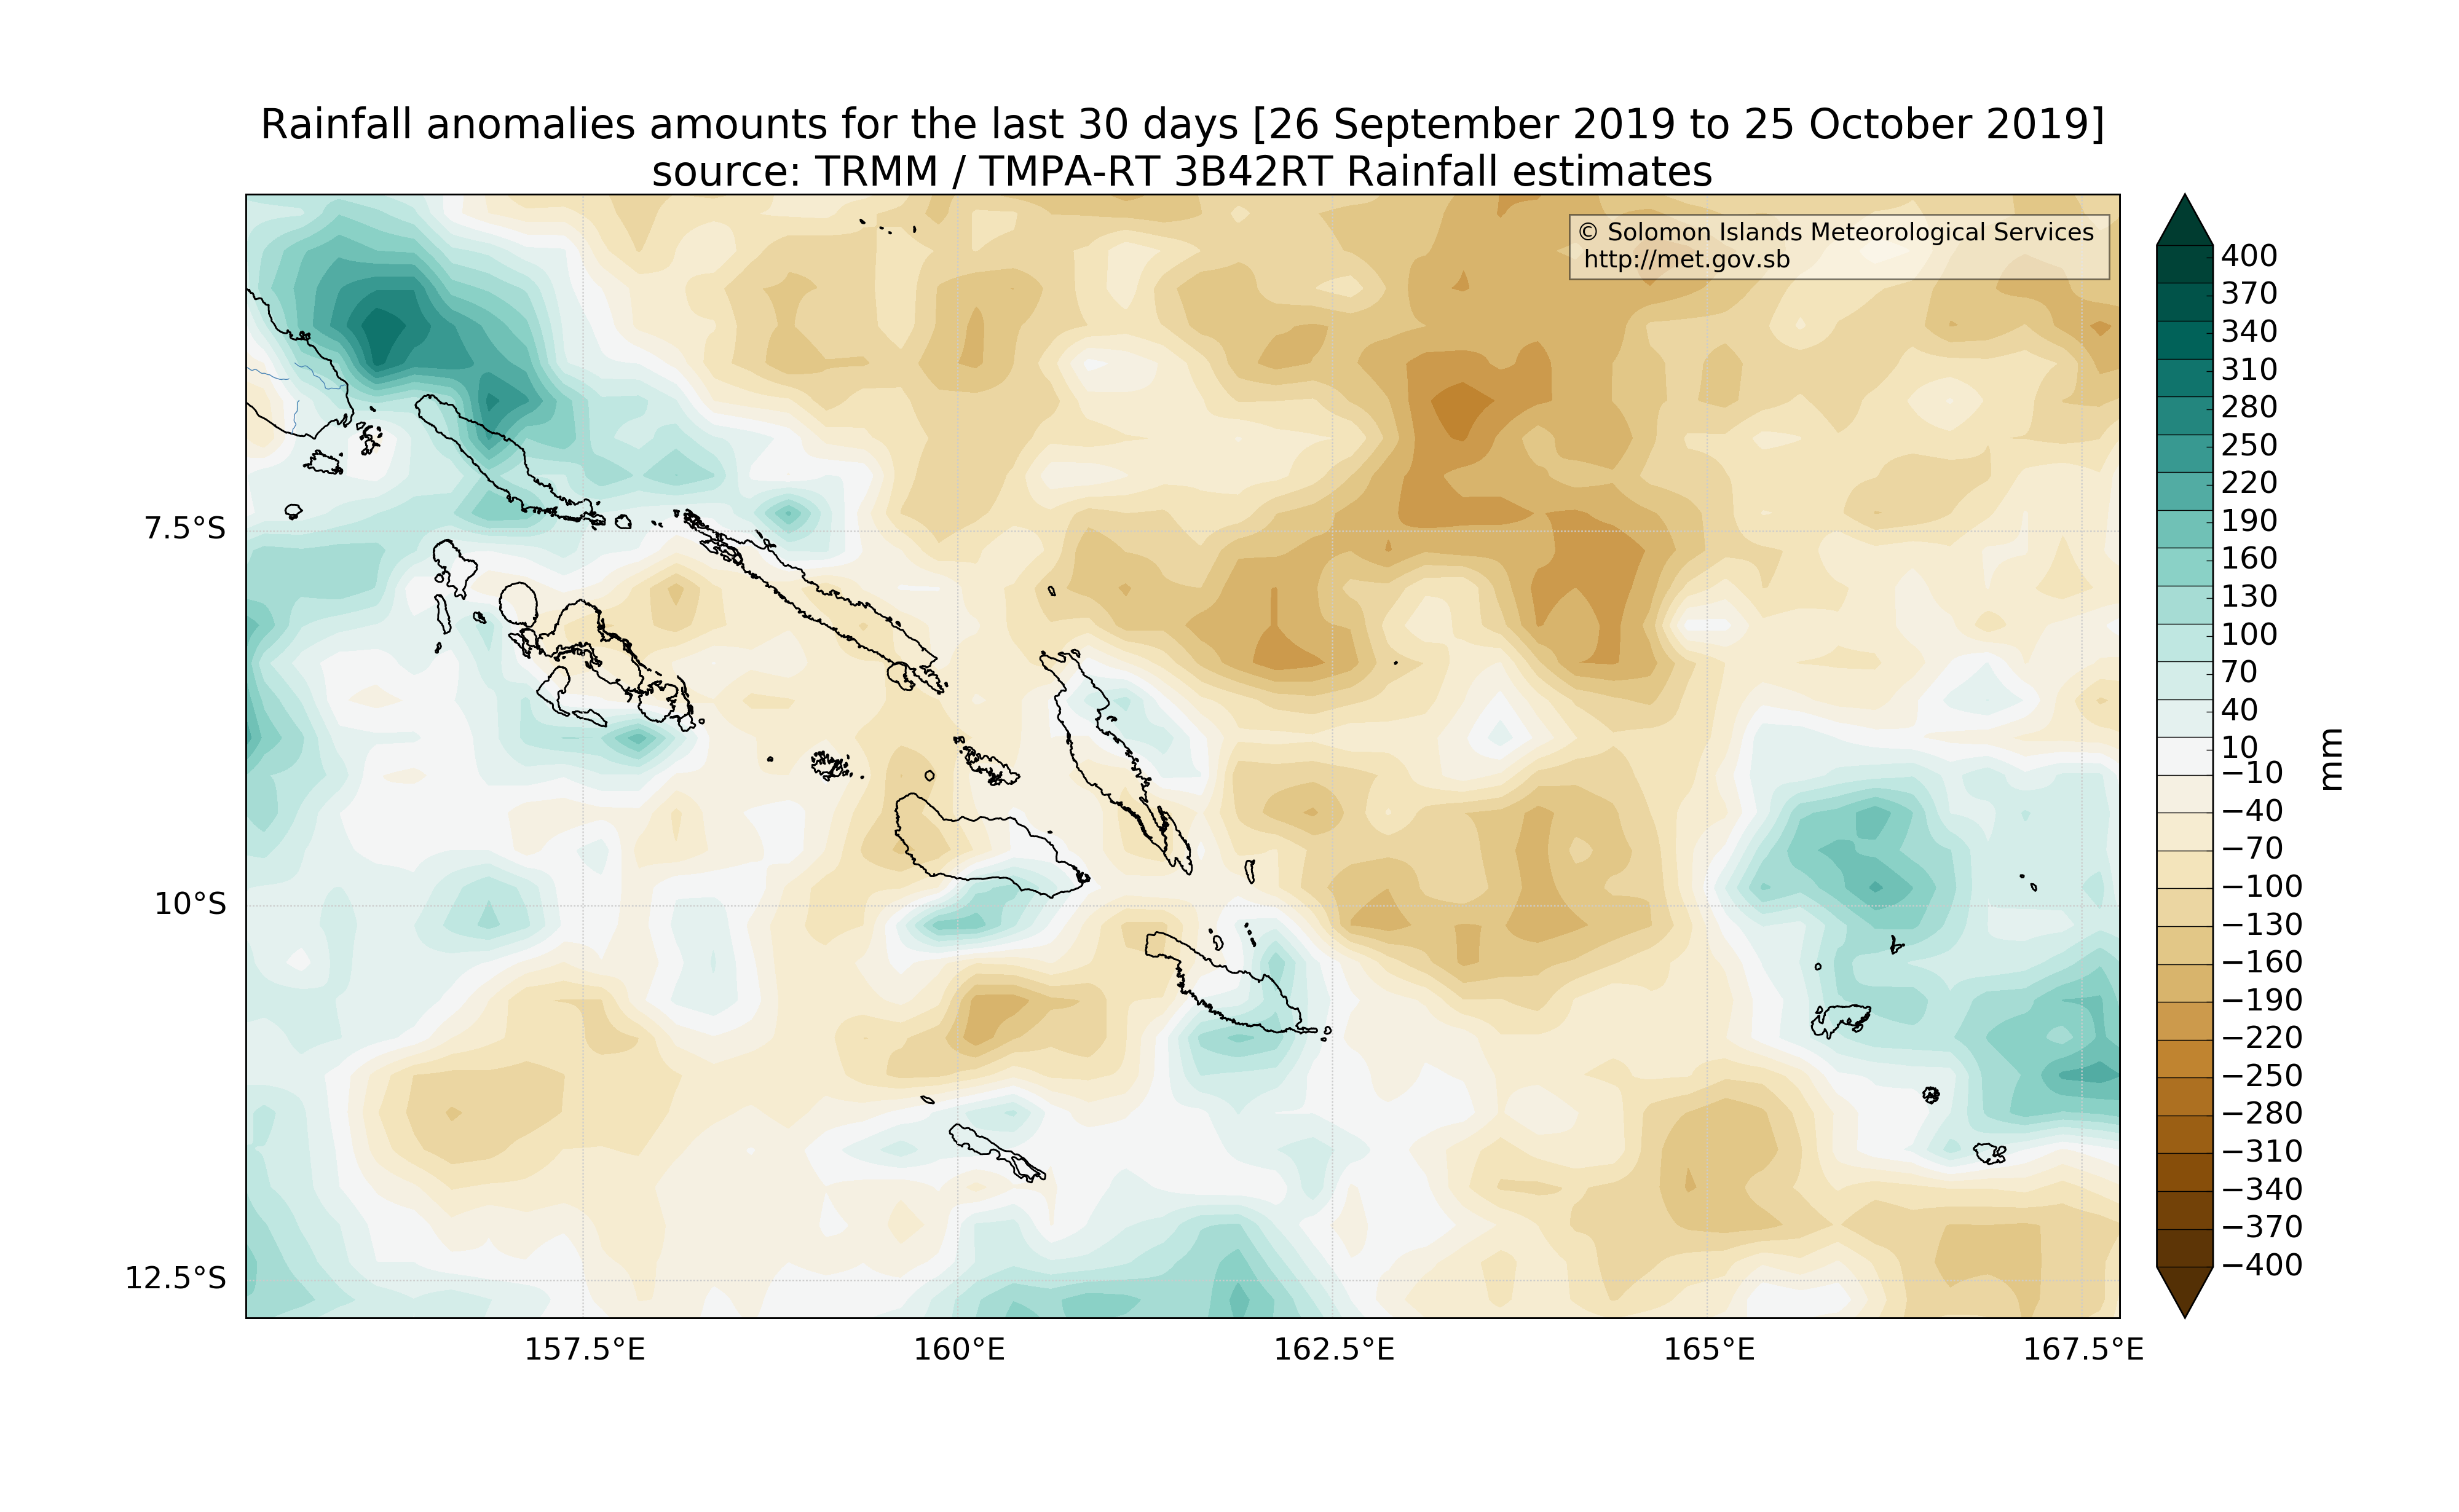 Rainfall anomalies amounts for the last 30 days [26 September 2019 to 25 October 2019]
source: TRMM / TMPA-RT 3B42RT Rainfall estimates
© Solomon Islands Meteorological Services
http://met.gov.sb
7.5°S
10°S
12.5°S
157.5°E
160°E
162.5°E
165°E
167.5°E
400
370
340
310
280
250
220
190
160
130
100
70
40
10
−10
−40
−70
−100
−130
−160
−190
−220
−250
−280
−310
−340
−370
−400
mm